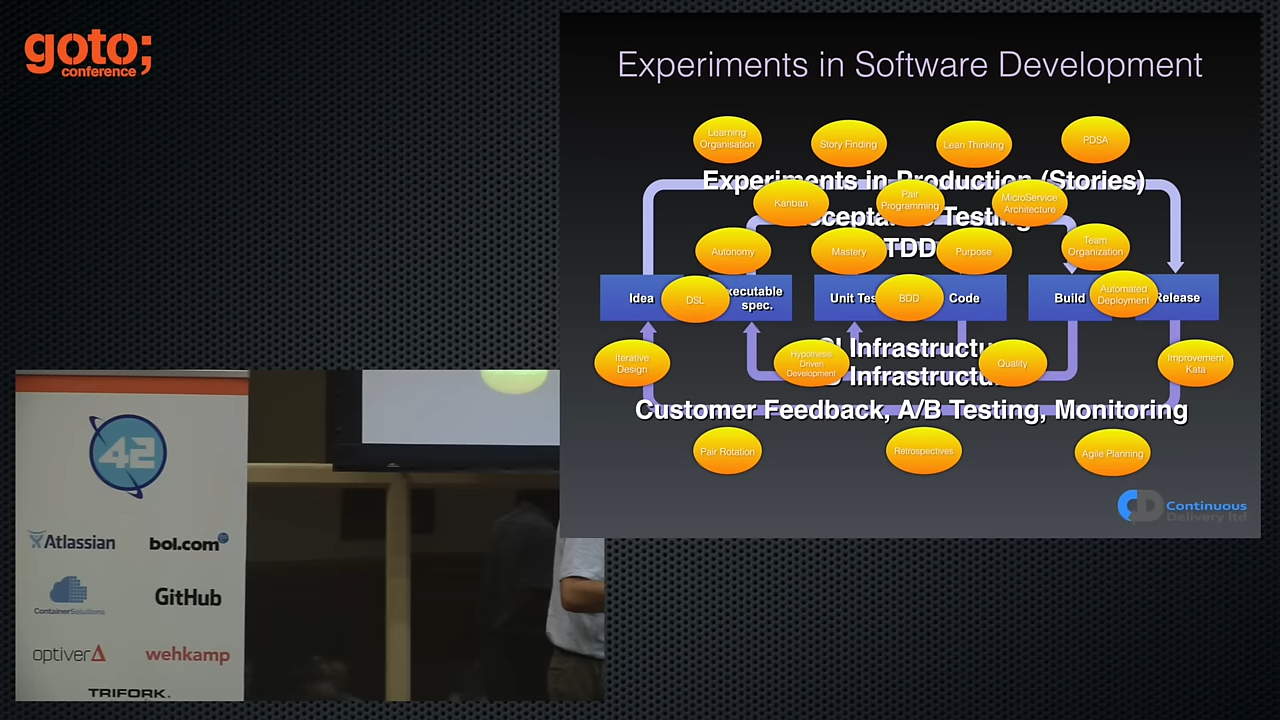 goto;
conference
Experiments in Software Development
Learning
Organisation
Story Finding
Lean Thinking
PDSA
Experiments in Production (Stories)
Kanban
Pair
Programming
MicroService
Architecture
Acceptance Testing
Autonomy
Mastery
TDD
Purpose
Team
Organization
Idea
DSL
Executable
spec.
Unit Test
BDD
Code
Build
Automated
Deployment
Release
CI Infrastructure
Iterative
Design
Hypothesis
Driven
Development
Quality
Improvement
Kata
Infrastructure
Customer Feedback, A/B Testing, Monitoring
Pair Rotation
Retrospectives
Agile Planning
CD Continuous
Delivery ltd
42
Atlassian
bol.com
ContainerSolutions
GitHub
optiver
wehkamp
TRIFORK.